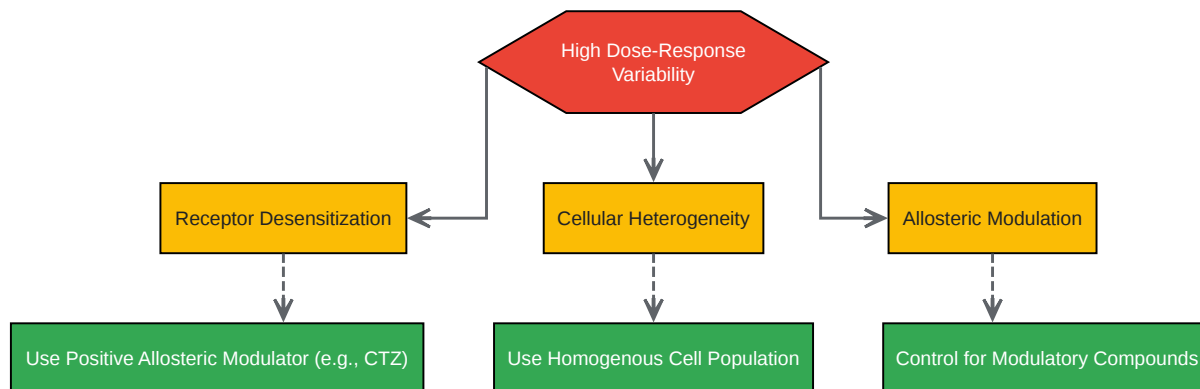 High Dose-Response
Variability
Receptor Desensitization
Cellular Heterogeneity
Allosteric Modulation
Use Positive Allosteric Modulator (e.g., CTZ)
Use Homogenous Cell Population
Control for Modulatory Compounds